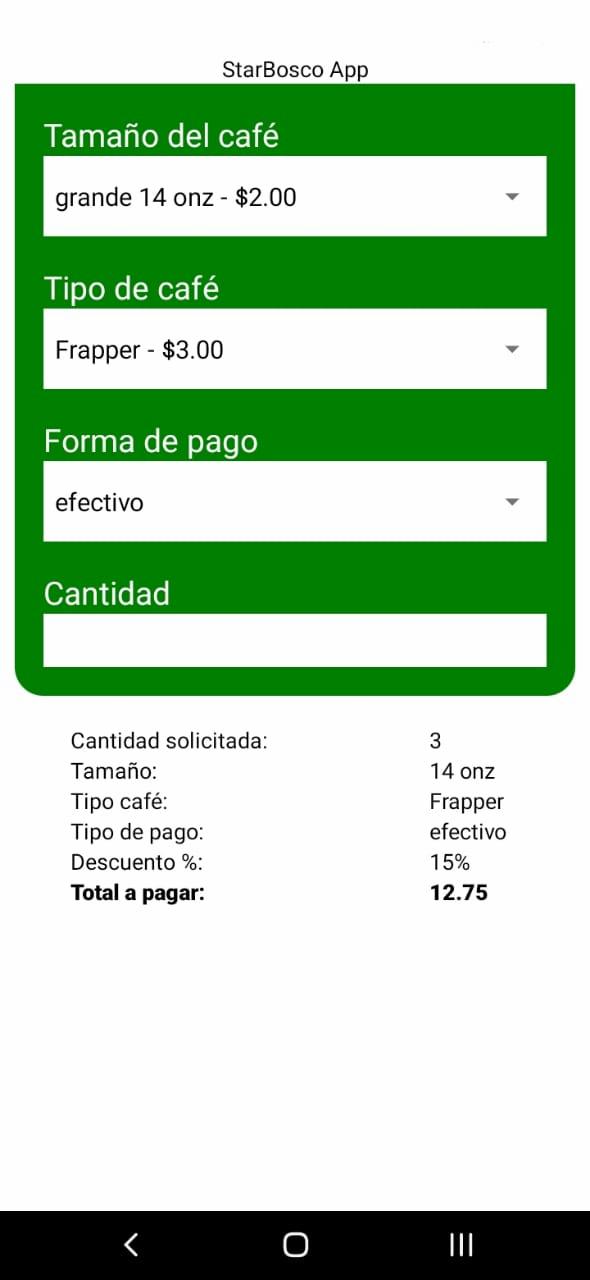 StarBosco App
Tamaño del café
grande 14 onz - $2.00
Tipo de café
Frapper - $3.00
Forma de pago
efectivo
Cantidad
Cantidad solicitada: 3
Tamaño: 14 onz
Tipo café: Frapper
Tipo de pago: efectivo
Descuento %: 15%
Total a pagar: 12.75